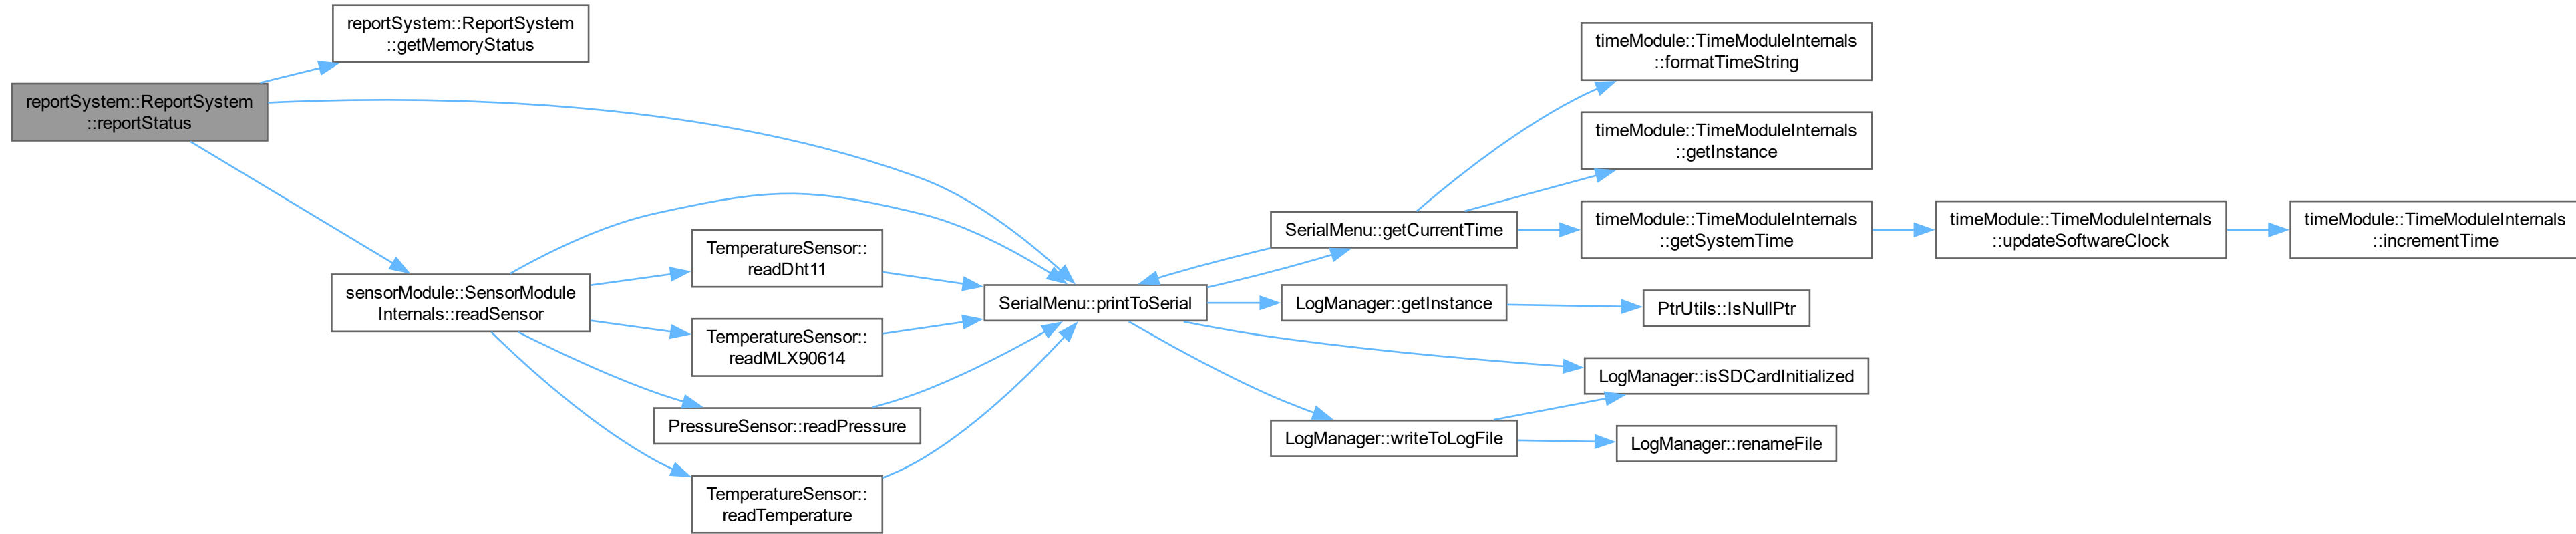 reportSystem::ReportSystem
::getMemoryStatus
reportSystem::ReportSystem
::reportStatus
sensorModule::SensorModule
Internals::readSensor
TemperatureSensor::
readDht11
TemperatureSensor::
readMLX90614
PressureSensor::readPressure
TemperatureSensor::
readTemperature
SerialMenu::printToSerial
SerialMenu::getCurrentTime
LogManager::getInstance
LogManager::writeToLogFile
timeModule::TimeModuleInternals
::formatTimeString
timeModule::TimeModuleInternals
::getInstance
timeModule::TimeModuleInternals
::getSystemTime
PtrUtils::IsNullPtr
LogManager::isSDCardInitialized
LogManager::renameFile
timeModule::TimeModuleInternals
::updateSoftwareClock
timeModule::TimeModuleInternals
::incrementTime